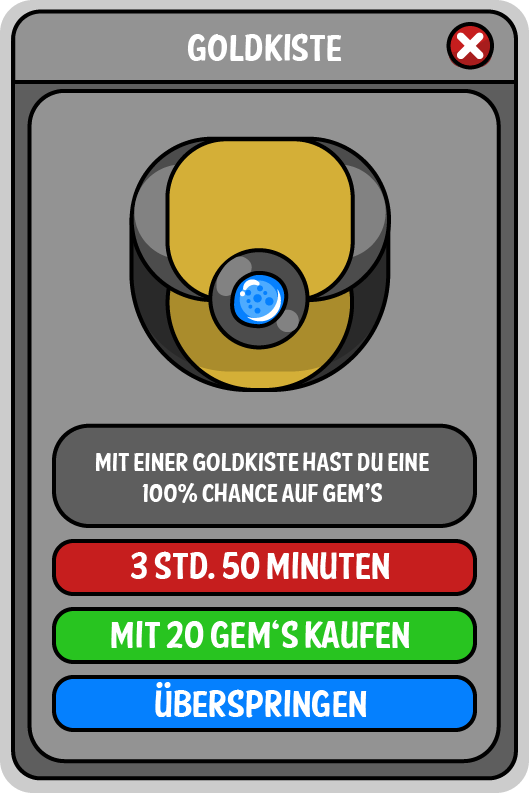 GOLDKISTE
MIT EINER GOLDKISTE HAST DU EINE
100% CHANCE AUF GEM’S
3 STD. 50 MINUTEN
MIT 20 GEM‘S KAUFEN
ÜBERSPRINGEN